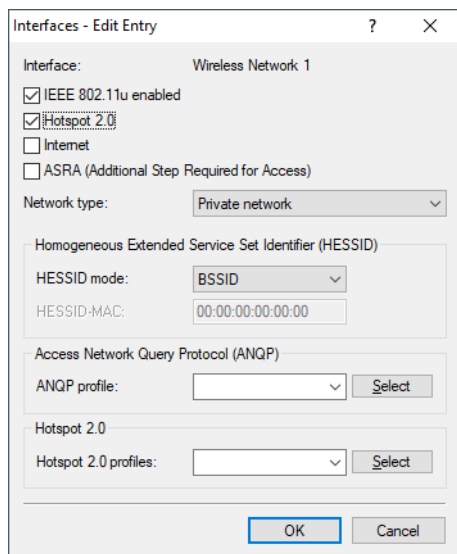 Interfaces - Edit Entry ? ×
Interface: Wireless Network 1
IEEE 802.11u enabled
Hotspot 2.0
Internet
ASRA (Additional Step Required for Access)
Network type: Private network
Homogeneous Extended Service Set Identifier (HESSID)
HESSID mode: BSSID
HESSID-MAC: 00:00:00:00:00:00
Access Network Query Protocol (ANQP)
ANQP profile: Select
Hotspot 2.0
Hotspot 2.0 profiles: Select
OK Cancel